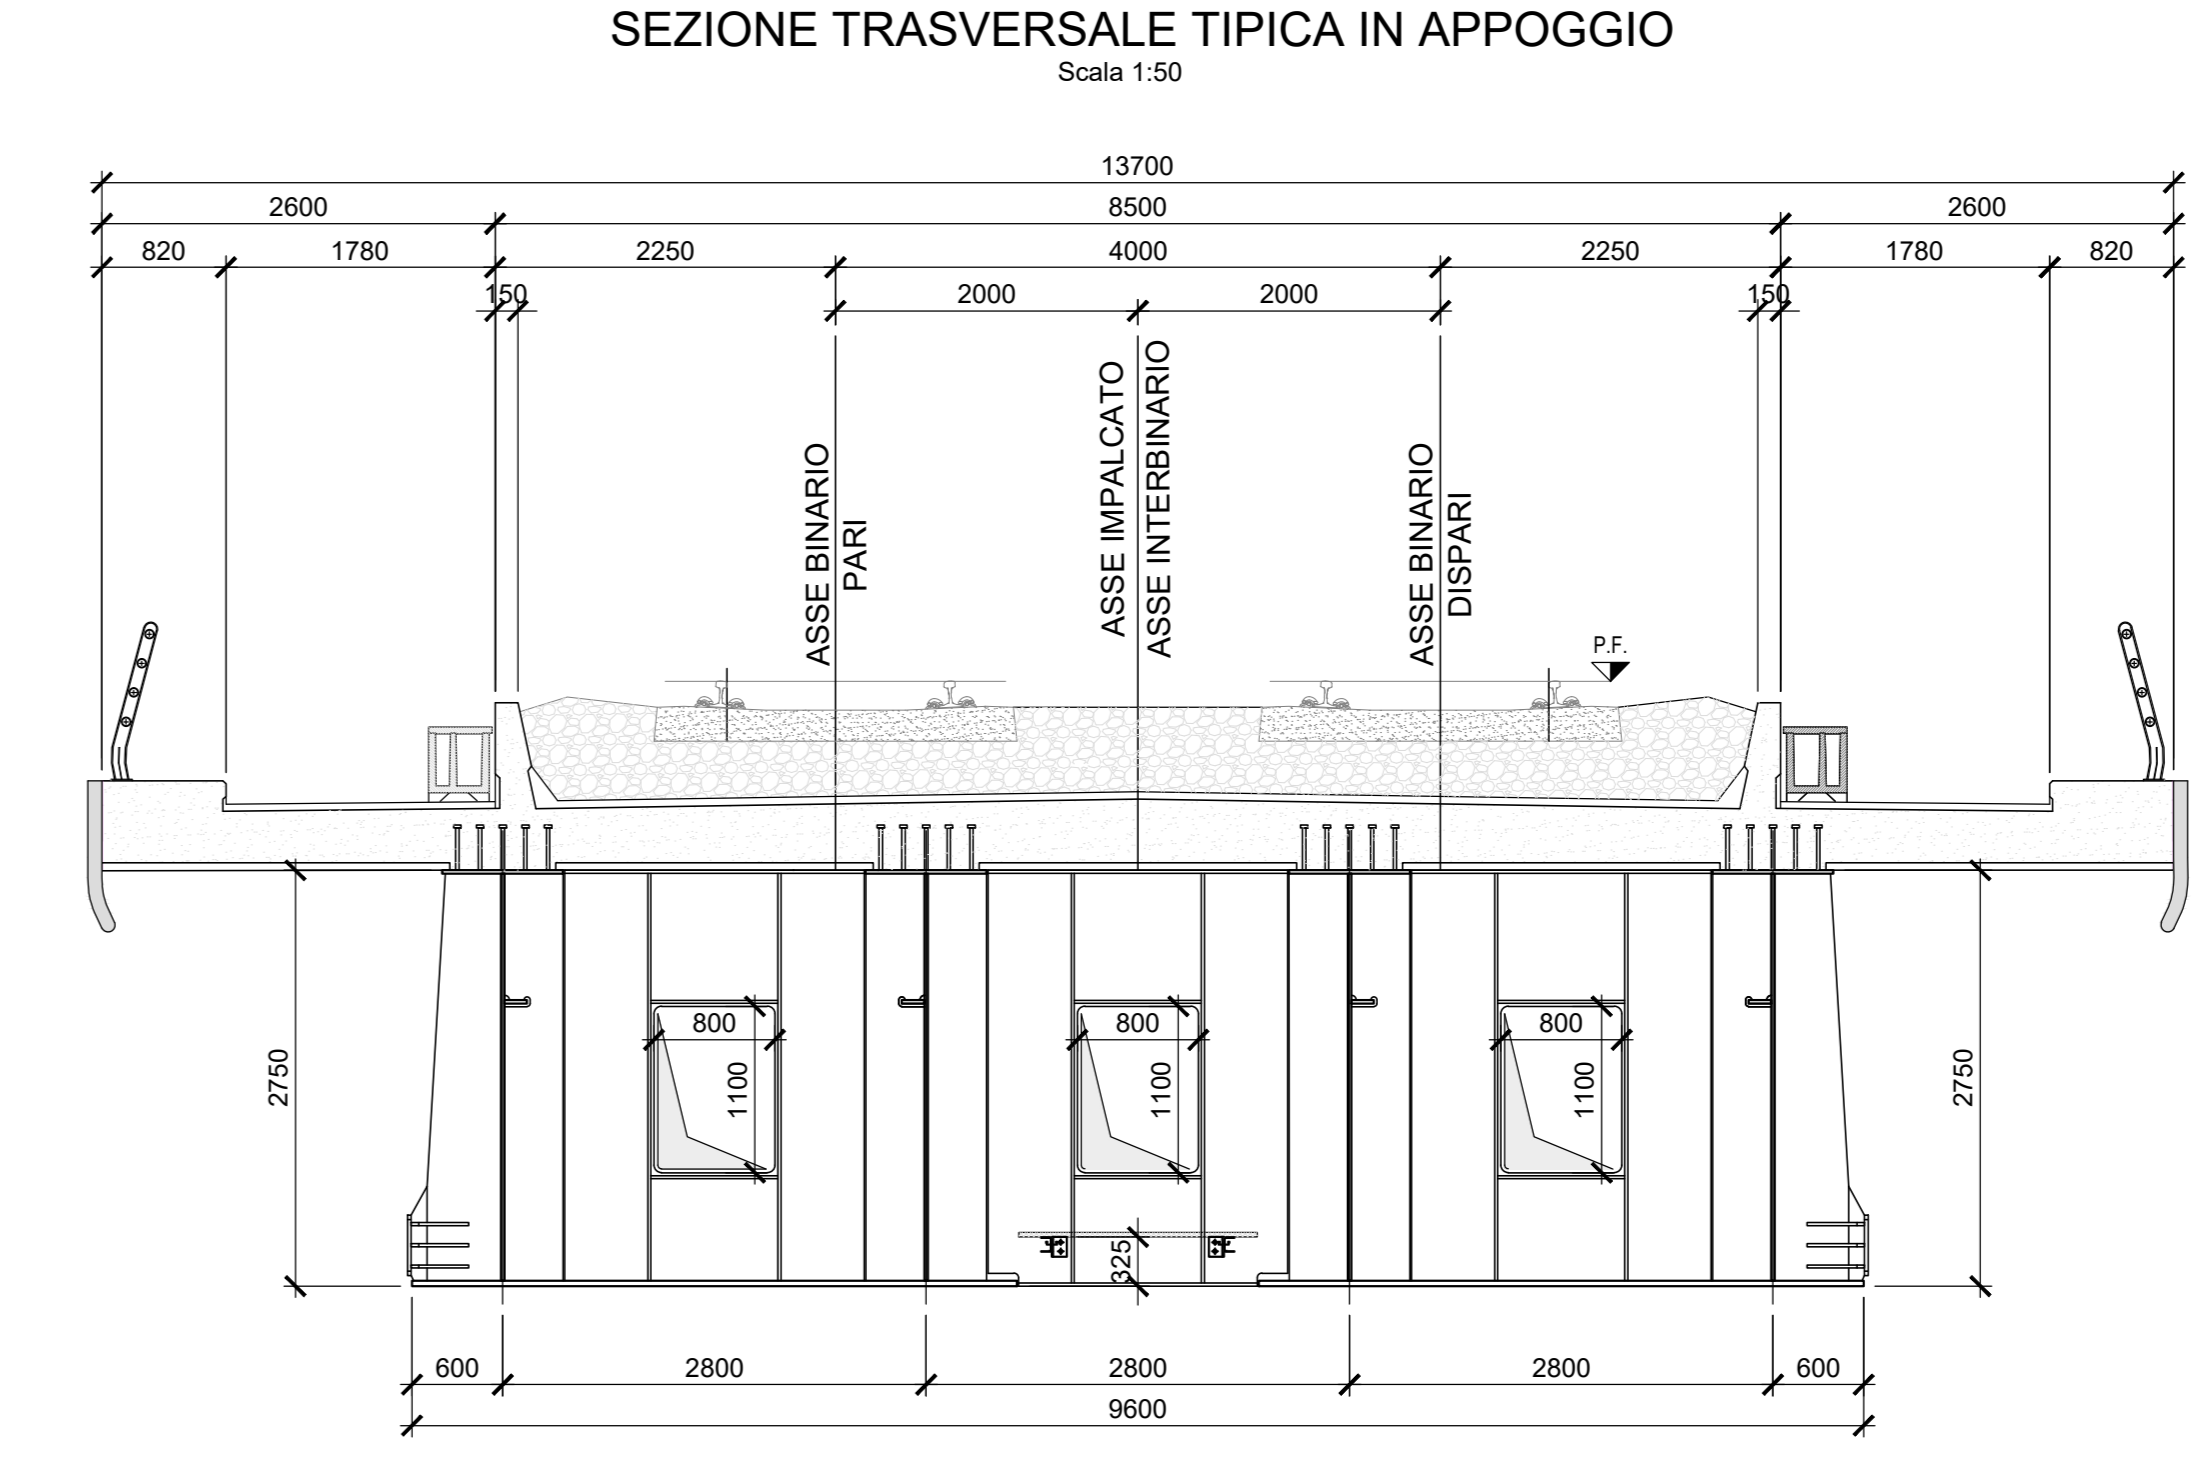 SEZIONE TRASVERSALE TIPICA IN APPOGGIO
Scala 1:50
13700
2600 8500 2600
820 1780 2250 4000 2250 1780 820
150 2000 2000 150
ASSE BINARIO
PARI
ASSE IMPALCATO
ASSE INTERBINARIO
ASSE BINARIO
DISPARI
P.F.
800 800 800
2750 1100 1100 1100 2750
325
600 2800 2800 2800 600
9600